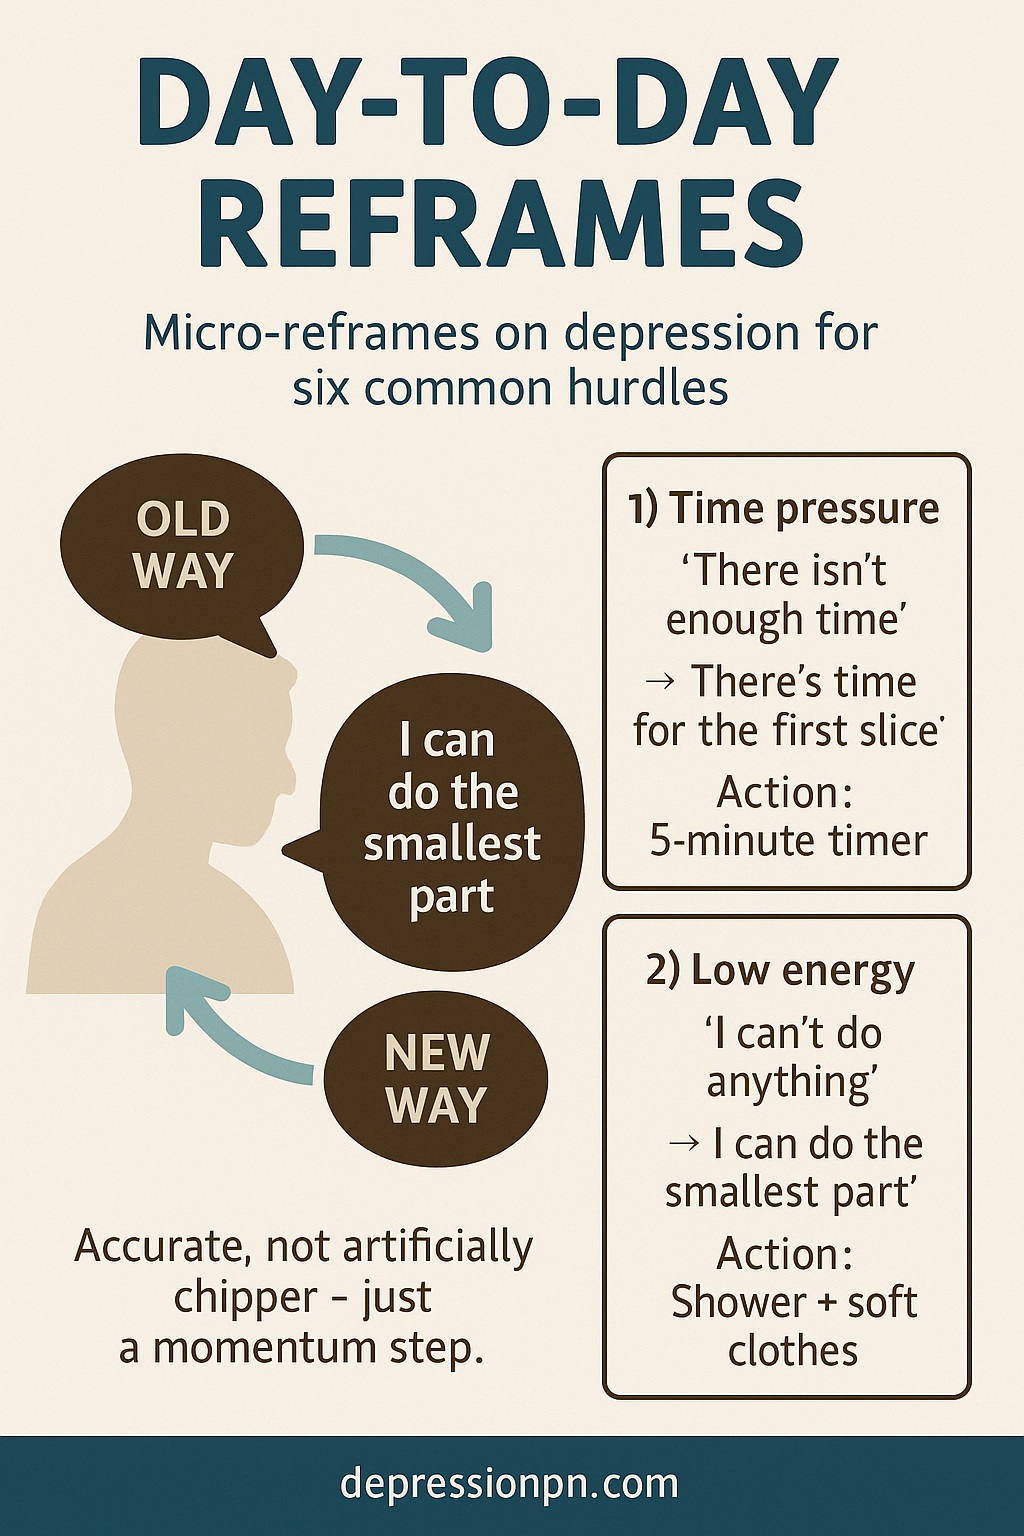 DAY-TO-DAY
REFRAMES
Micro-reframes on depression for
six common hurdles
OLD
WAY
I can
do the
smallest
part
NEW
WAY
Accurate, not artificially
chipper – just
a momentum step.
1) Time pressure
‘There isn’t
enough time’
→ There’s time
for the first slice’
Action:
5-minute timer
2) Low energy
‘I can’t do
anything’
→ I can do the
smallest part’
Action:
Shower + soft
clothes
depressionpn.com